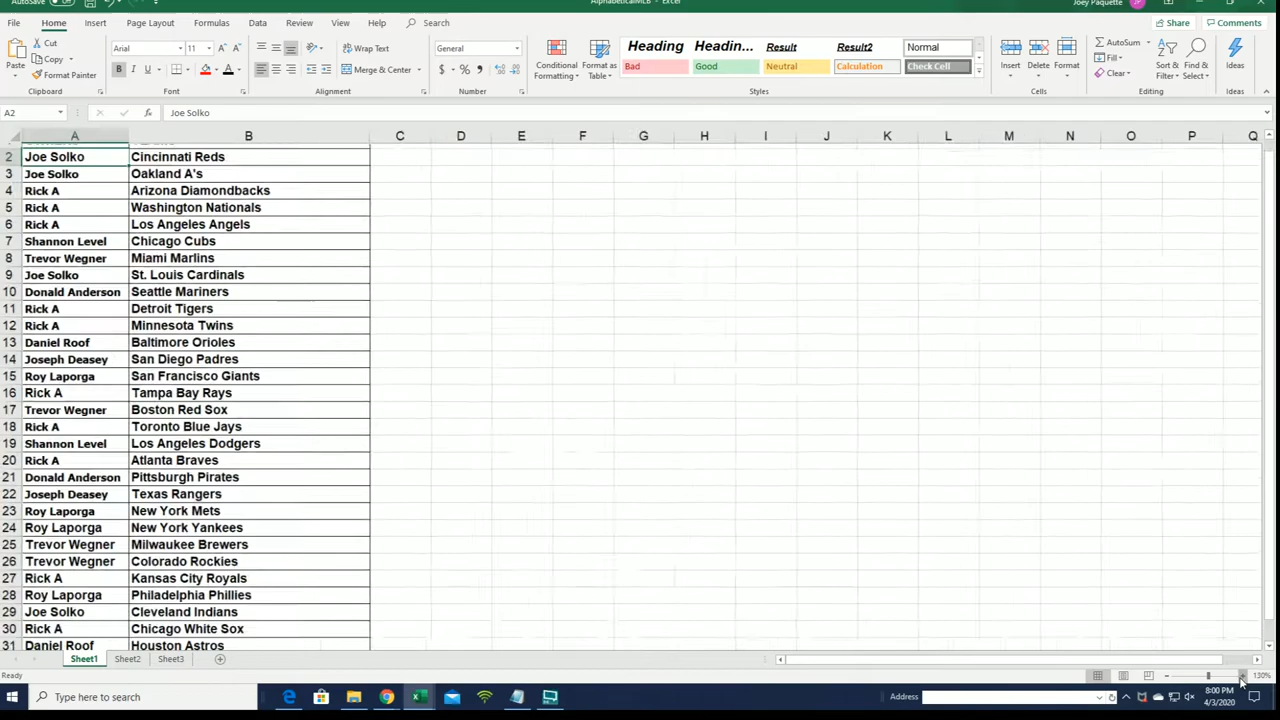 AutoSave Off AlphabeticalMLB - Excel Joey Paquette JP
File Home Insert Page Layout Formulas Data Review View Help Search Share Comments
Cut Arial 11 Wrap Text General Heading Headin... Result Result2 Normal AutoSum
Copy Fill
Paste Format Painter B I U Merge & Center $ % Conditional Formatting Format as Table Bad Good Neutral Calculation Check Cell Insert Delete Format Clear Sort & Filter Find & Select Ideas
Clipboard Font Alignment Number Styles Cells Editing Ideas
A2 fx Joe Solko
A B C D E F G H I J K L M N O P Q
2 Joe Solko Cincinnati Reds
3 Joe Solko Oakland A's
4 Rick A Arizona Diamondbacks
5 Rick A Washington Nationals
6 Rick A Los Angeles Angels
7 Shannon Level Chicago Cubs
8 Trevor Wegner Miami Marlins
9 Joe Solko St. Louis Cardinals
10 Donald Anderson Seattle Mariners
11 Rick A Detroit Tigers
12 Rick A Minnesota Twins
13 Daniel Roof Baltimore Orioles
14 Joseph Deasey San Diego Padres
15 Roy Laporga San Francisco Giants
16 Rick A Tampa Bay Rays
17 Trevor Wegner Boston Red Sox
18 Rick A Toronto Blue Jays
19 Shannon Level Los Angeles Dodgers
20 Rick A Atlanta Braves
21 Donald Anderson Pittsburgh Pirates
22 Joseph Deasey Texas Rangers
23 Roy Laporga New York Mets
24 Roy Laporga New York Yankees
25 Trevor Wegner Milwaukee Brewers
26 Trevor Wegner Colorado Rockies
27 Rick A Kansas City Royals
28 Roy Laporga Philadelphia Phillies
29 Joe Solko Cleveland Indians
30 Rick A Chicago White Sox
31 Daniel Roof Houston Astros
Sheet1 Sheet2 Sheet3
Ready 130%
Type here to search Address 8:00 PM
4/3/2020